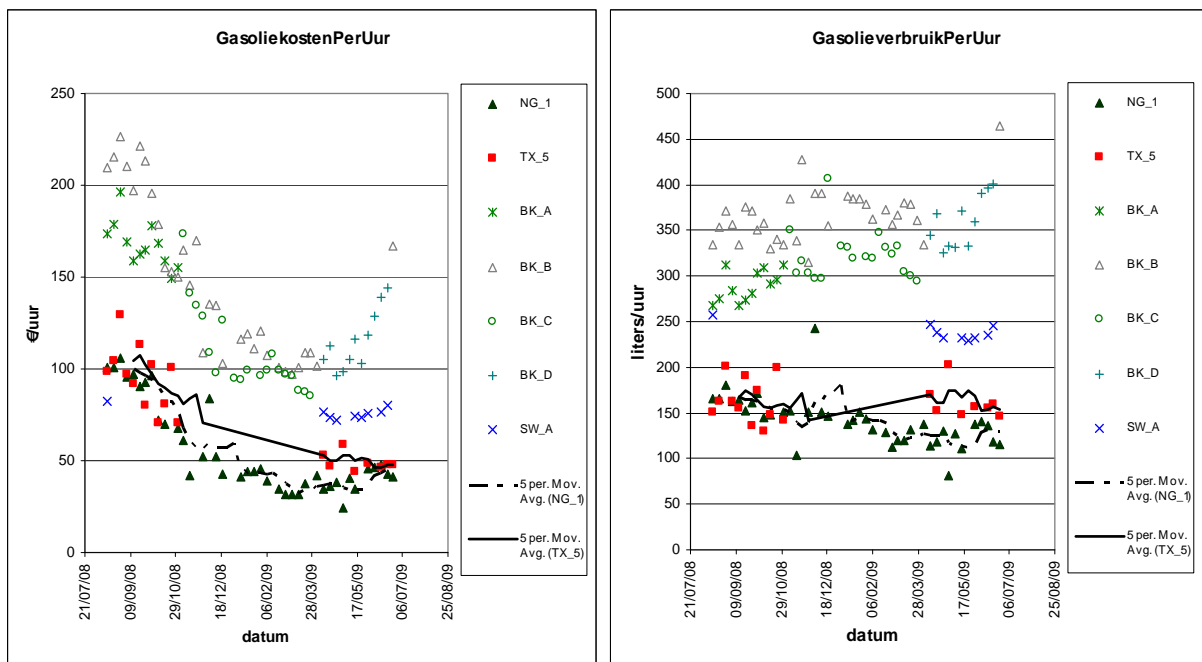 GasoliekostenPerUur
€/uur
250
200
150
100
50
0
21/07/08
09/09/08
29/10/08
18/12/08
06/02/09
28/03/09
17/05/09
06/07/09
25/08/09
datum
NG_1
TX_5
BK_A
BK_B
BK_C
BK_D
SW_A
5 per. Mov.
Avg. (NG_1)
5 per. Mov.
Avg. (TX_5)
GasolieverbruikPerUur
liters/uur
500
450
400
350
300
250
200
150
100
50
0
21/07/08
09/09/08
29/10/08
18/12/08
06/02/09
28/03/09
17/05/09
06/07/09
25/08/09
datum
NG_1
TX_5
BK_A
BK_B
BK_C
BK_D
SW_A
5 per. Mov.
Avg. (NG_1)
5 per. Mov.
Avg. (TX_5)